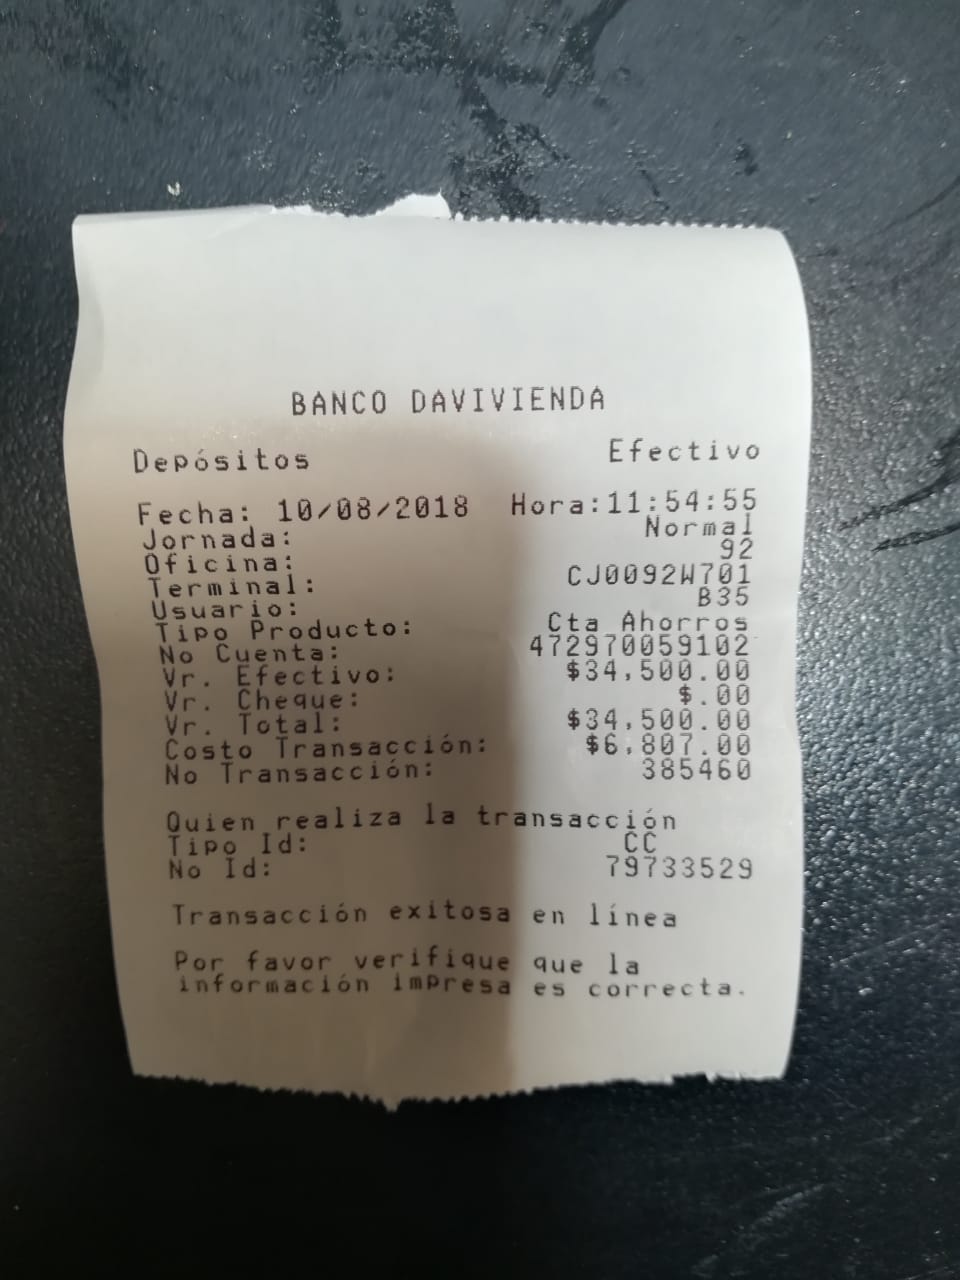 BANCO DAVIVIENDA
Depósitos Efectivo
Fecha: 10/08/2018 Hora:11:54:55
Jornada: Normal
Oficina: 92
Terminal: CJ0092W701
Usuario: B35
Tipo Producto: Cta Ahorros
No Cuenta: 472970059102
Vr. Efectivo: $34,500.00
Vr. Cheque: $.00
Vr. Total: $34,500.00
Costo Transacción: $6,807.00
No Transacción: 385460
Quien realiza la transacción
Tipo Id: CC
No Id: 79733529
Transacción exitosa en línea
Por favor verifique que la
información impresa es correcta.